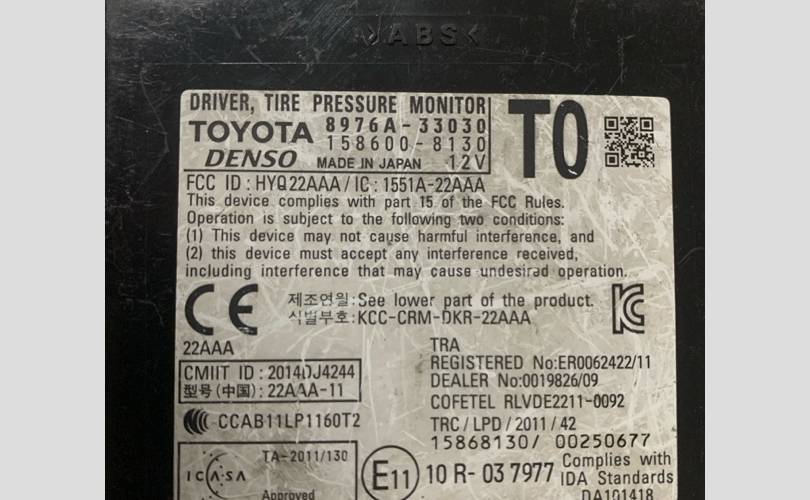 >ABS<
DRIVER, TIRE PRESSURE MONITOR
TOYOTA 8976A-33030
158600-8130
DENSO MADE IN JAPAN 12V
T0
FCC ID : HYQ22AAA / IC : 1551A-22AAA
This device complies with part 15 of the FCC Rules.
Operation is subject to the following two conditions:
(1) This device may not cause harmful interference, and
(2) this device must accept any interference received,
including interference that may cause undesired operation.
CE
제조연월: See lower part of the product.
식별부호: KCC-CRM-DKR-22AAA
22AAA
CMIIT ID : 2014DJ4244
型号(中国): 22AAA-11
CCAB11LP1160T2
TRA
REGISTERED No:ER0062422/11
DEALER No:0019826/09
COFETEL RLVDE2211-0092
TRC / LPD / 2011 / 42
15868130/ 00250677
ICASA
TA-2011/130
Approved
E11 10 R- 03 7977
Complies with
IDA Standards
DA101418